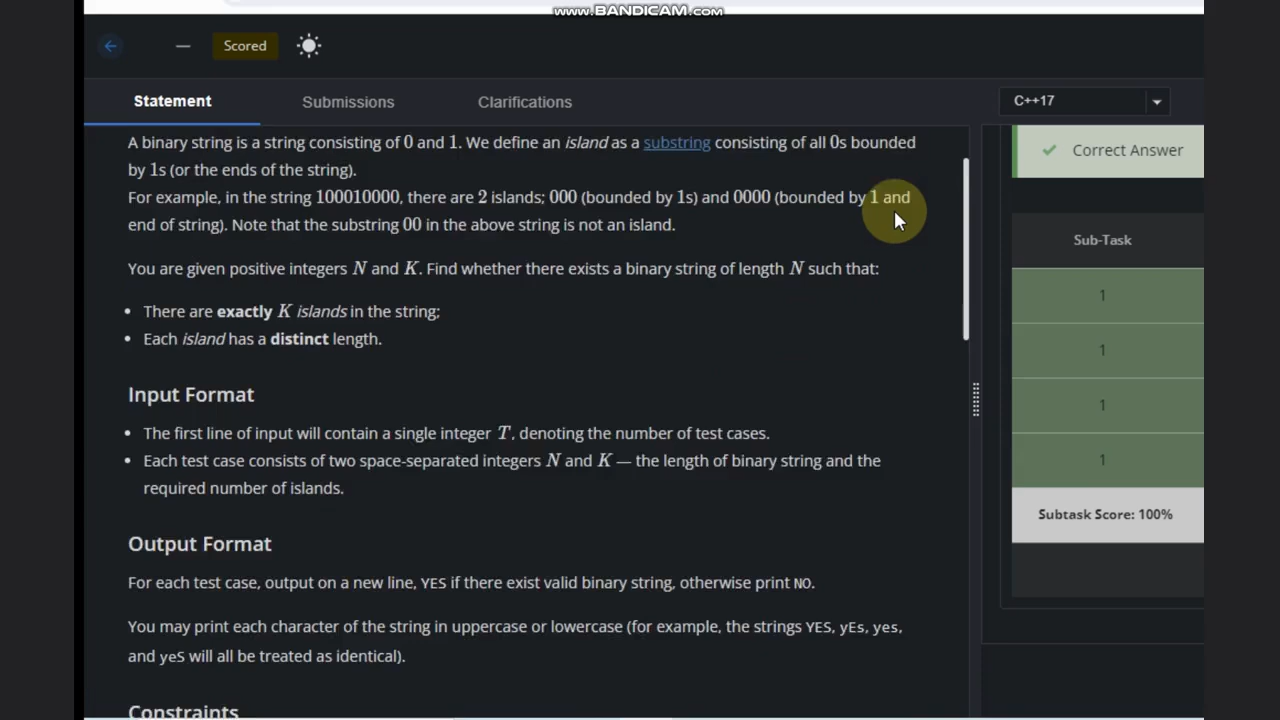 www.BANDICAM.com
Scored
Statement Submissions Clarifications
C++17
A binary string is a string consisting of 0 and 1. We define an island as a substring consisting of all 0s bounded
by 1s (or the ends of the string).
Correct Answer
For example, in the string 100010000, there are 2 islands; 000 (bounded by 1s) and 0000 (bounded by 1 and
end of string). Note that the substring 00 in the above string is not an island.
Sub-Task
You are given positive integers N and K. Find whether there exists a binary string of length N such that:
1
• There are exactly K islands in the string;
• Each island has a distinct length.
1
Input Format
1
• The first line of input will contain a single integer T, denoting the number of test cases.
• Each test case consists of two space-separated integers N and K — the length of binary string and the
required number of islands.
1
Subtask Score: 100%
Output Format
For each test case, output on a new line, YES if there exist valid binary string, otherwise print NO.
You may print each character of the string in uppercase or lowercase (for example, the strings YES, yEs, yes,
and yeS will all be treated as identical).
Constraints